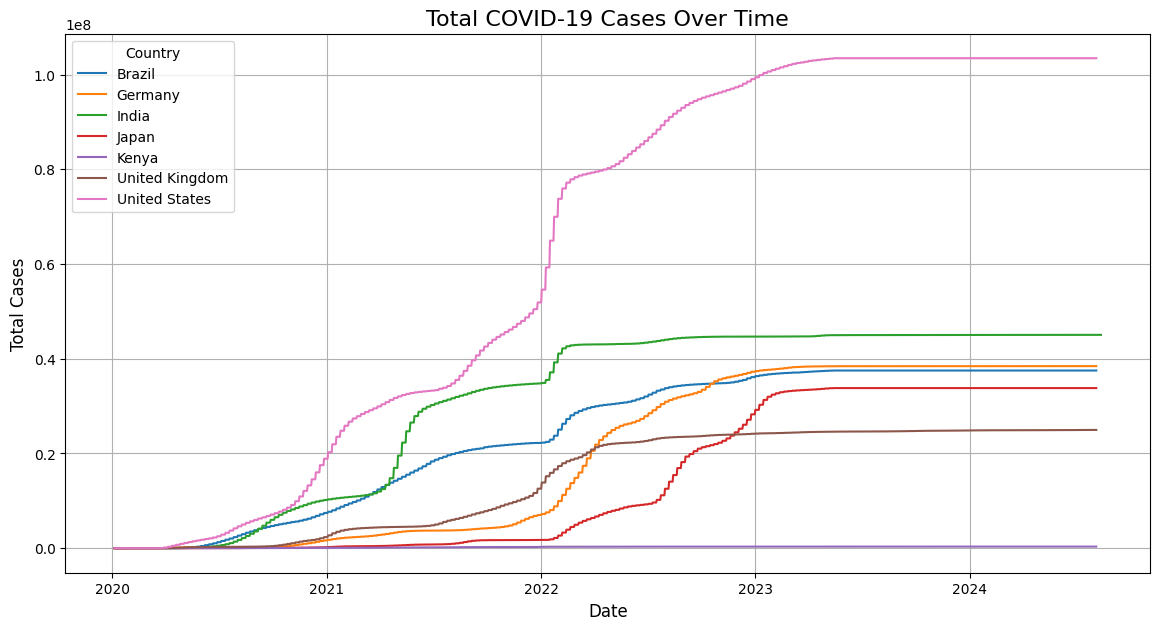 Total COVID-19 Cases Over Time
1e8
Country
Brazil
Germany
India
Japan
Kenya
United Kingdom
United States
1.0
0.8
0.6
0.4
0.2
0.0
Total Cases
2020 2021 2022 2023 2024
Date